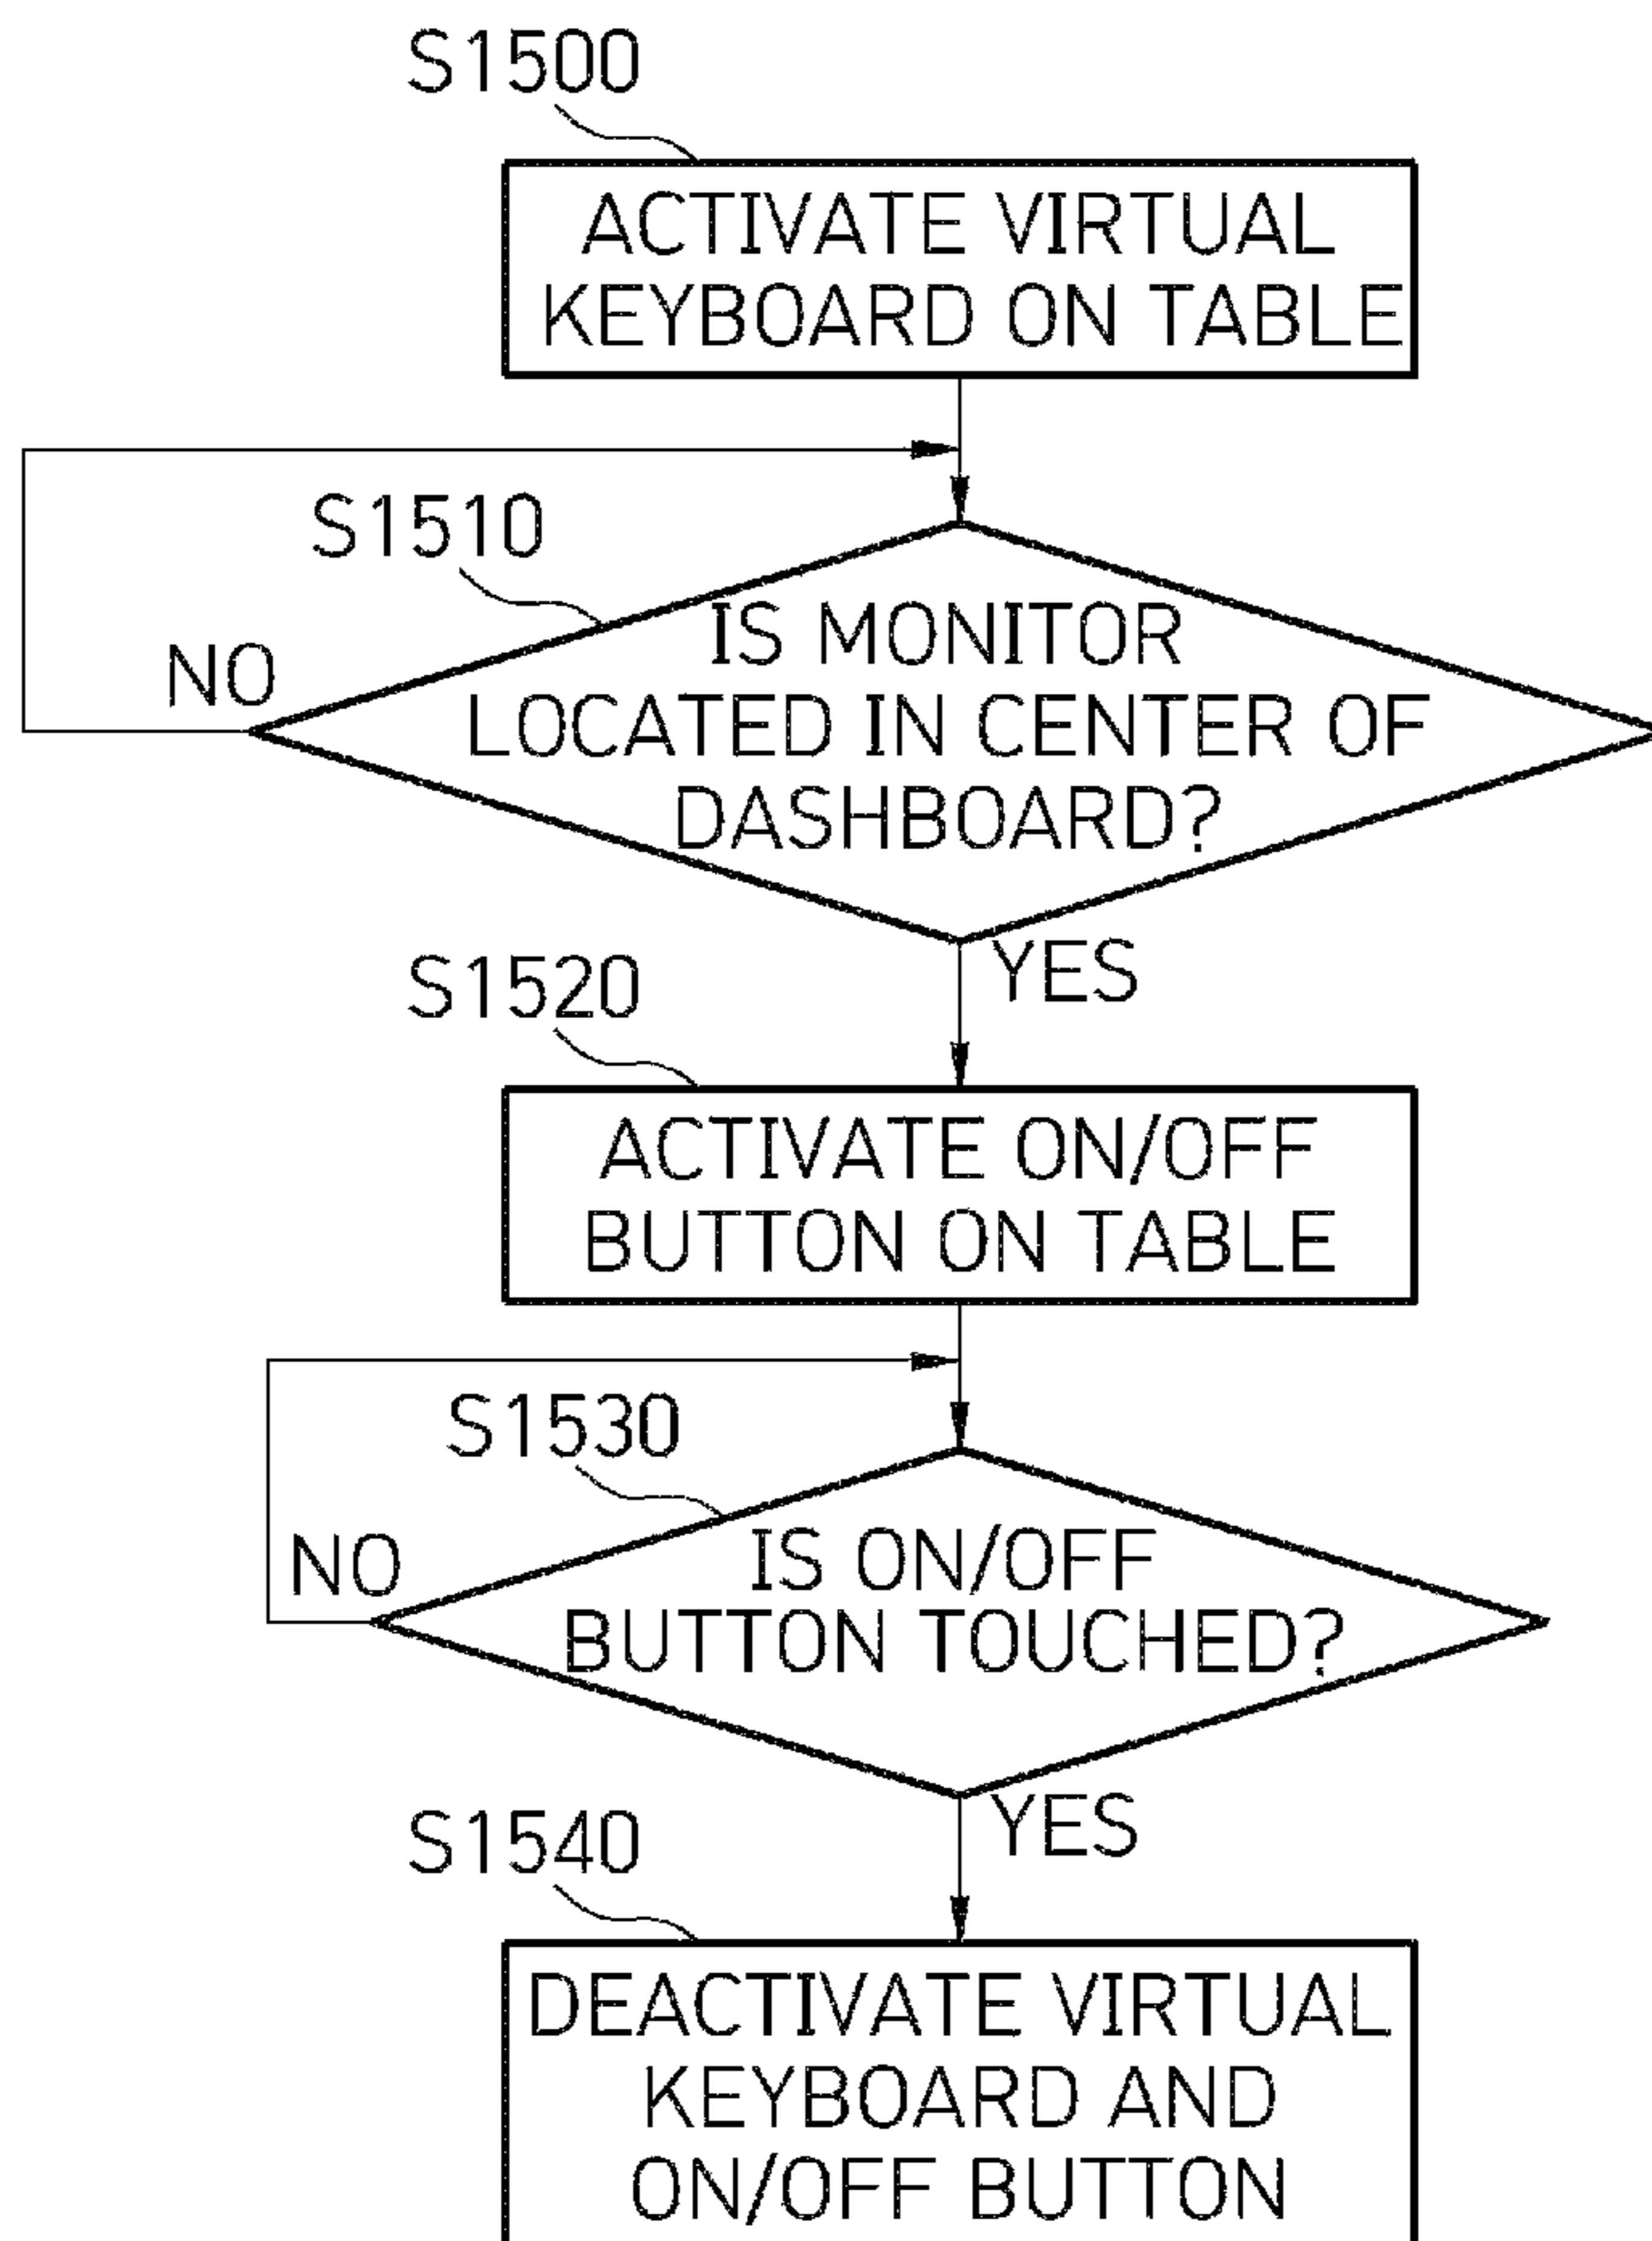 S1500
ACTIVATE VIRTUAL
KEYBOARD ON TABLE
S1510
NO
IS MONITOR
LOCATED IN CENTER OF
DASHBOARD?
YES
S1520
ACTIVATE ON/OFF
BUTTON ON TABLE
S1530
NO
IS ON/OFF
BUTTON TOUCHED?
YES
S1540
DEACTIVATE VIRTUAL
KEYBOARD AND
ON/OFF BUTTON